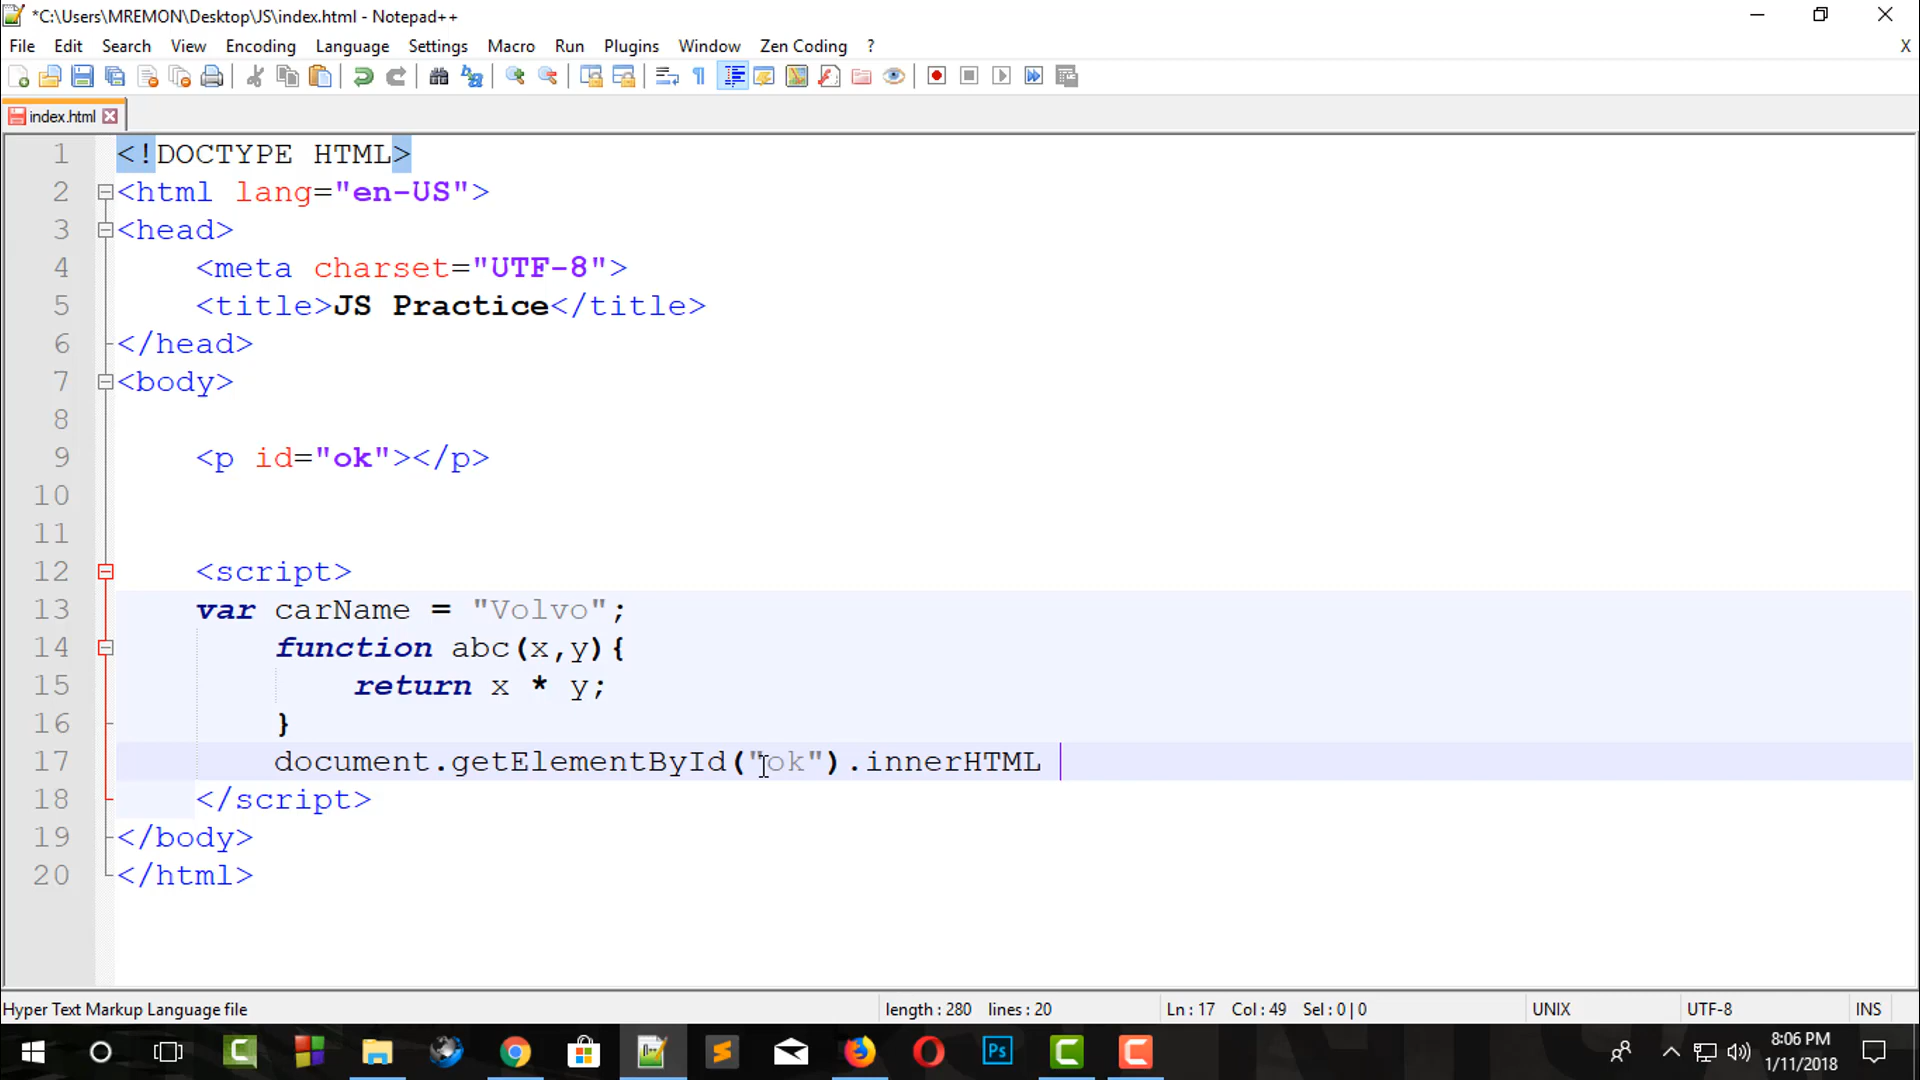 *C:\Users\MREMON\Desktop\JS\index.html - Notepad++
File Edit Search View Encoding Language Settings Macro Run Plugins Window Zen Coding ? X
index.html
1 <!DOCTYPE HTML>
2 <html lang="en-US">
3 <head>
4 <meta charset="UTF-8">
5 <title>JS Practice</title>
6 </head>
7 <body>
8
9 <p id="ok"></p>
10
11
12 <script>
13 var carName = "Volvo";
14 function abc(x,y){
15 return x * y;
16 }
17 document.getElementById("ok").innerHTML
18 </script>
19 </body>
20 </html>
Hyper Text Markup Language file length : 280 lines : 20 Ln : 17 Col : 49 Sel : 0 | 0 UNIX UTF-8 INS
8:06 PM
1/11/2018